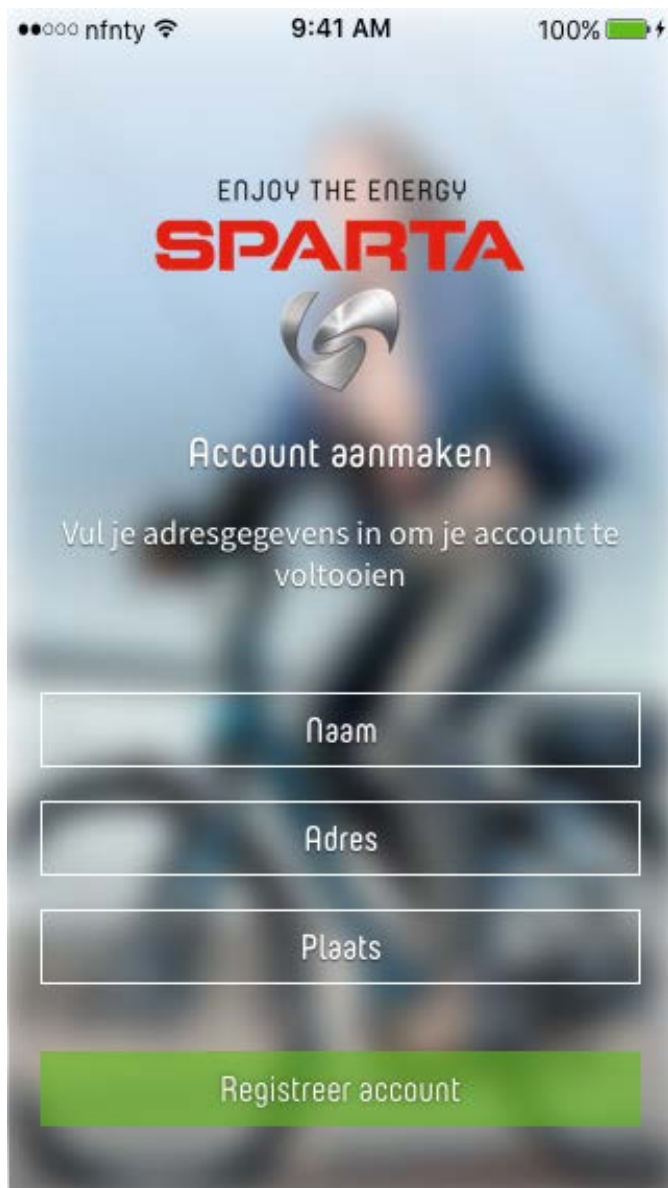 nfnty 9:41 AM 100%
ENJOY THE ENERGY
SPARTA
Account aanmaken
Vul je adresgegevens in om je account te
voltooien
Naam
Adres
Plaats
Registreer account